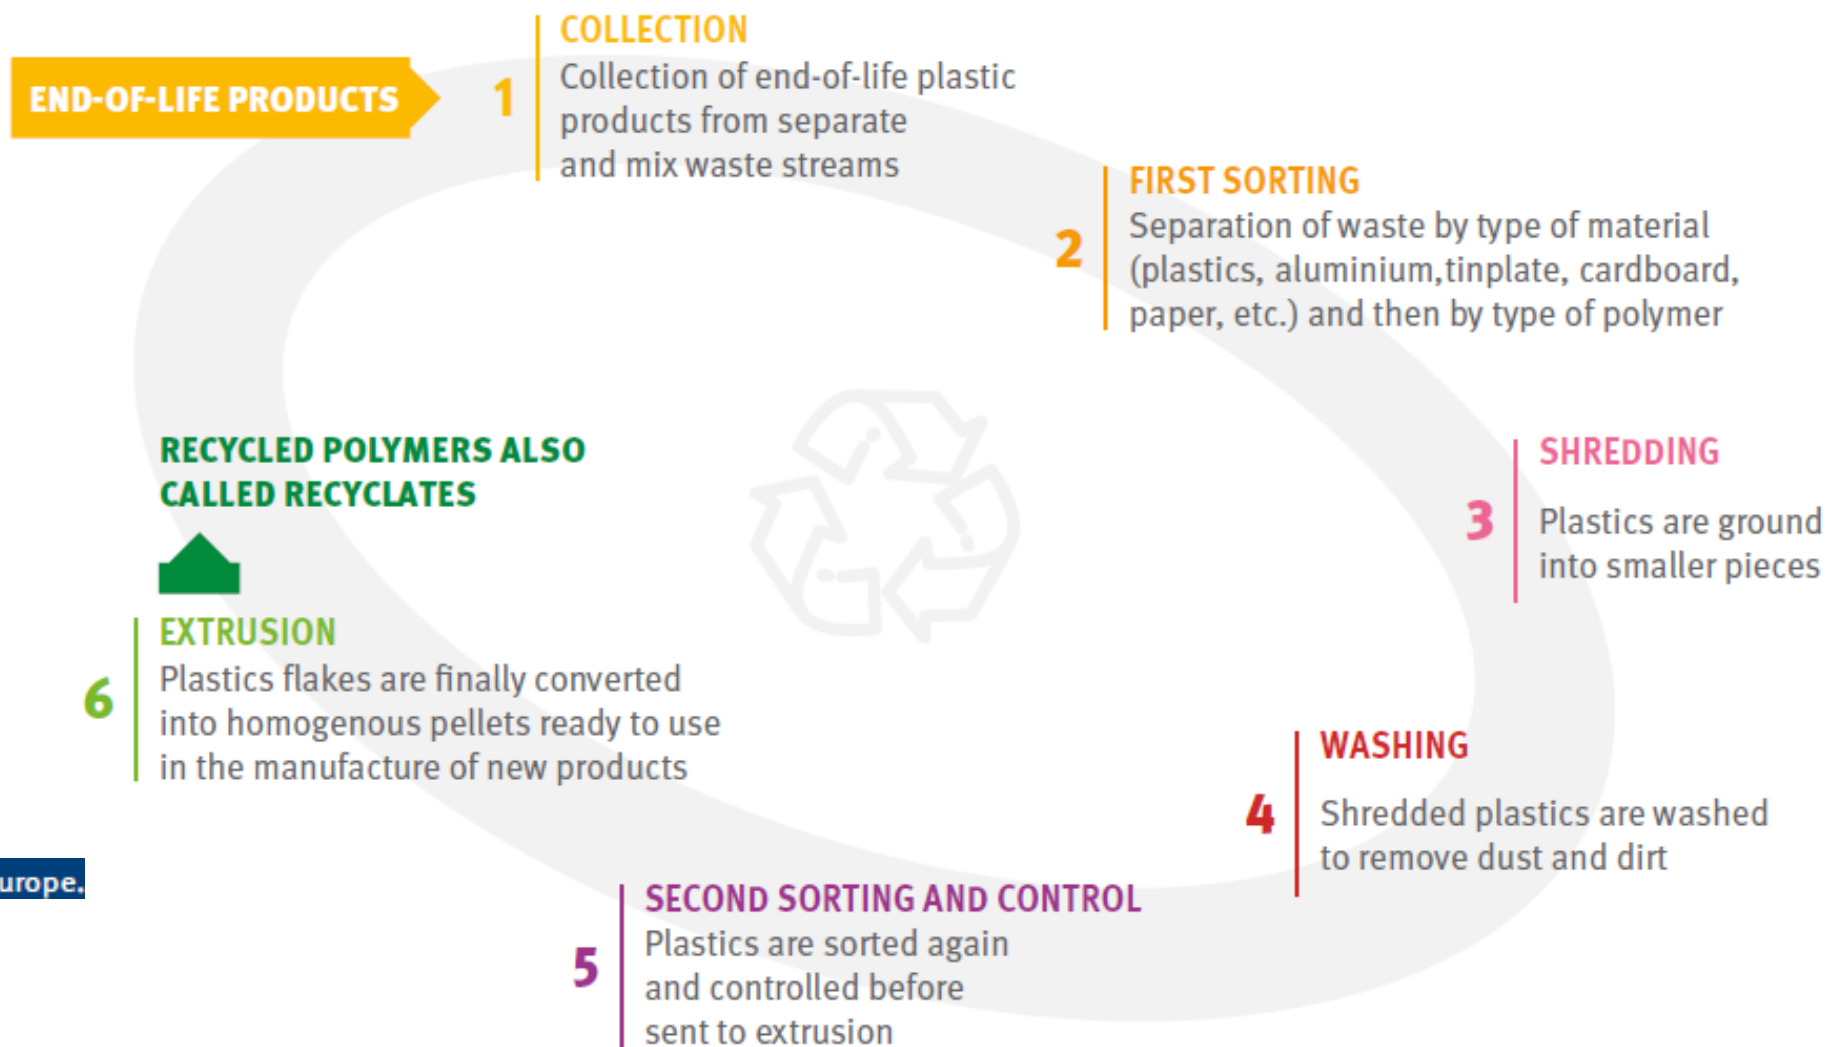 END-OF-LIFE PRODUCTS
1
COLLECTION
Collection of end-of-life plastic
products from separate
and mix waste streams
2
FIRST SORTING
Separation of waste by type of material
(plastics, aluminium,tinplate, cardboard,
paper, etc.) and then by type of polymer
3
SHREDDING
Plastics are ground
into smaller pieces
4
WASHING
Shredded plastics are washed
to remove dust and dirt
5
SECOND SORTING AND CONTROL
Plastics are sorted again
and controlled before
sent to extrusion
6
EXTRUSION
Plastics flakes are finally converted
into homogenous pellets ready to use
in the manufacture of new products
RECYCLED POLYMERS ALSO
CALLED RECYCLATES
urope.